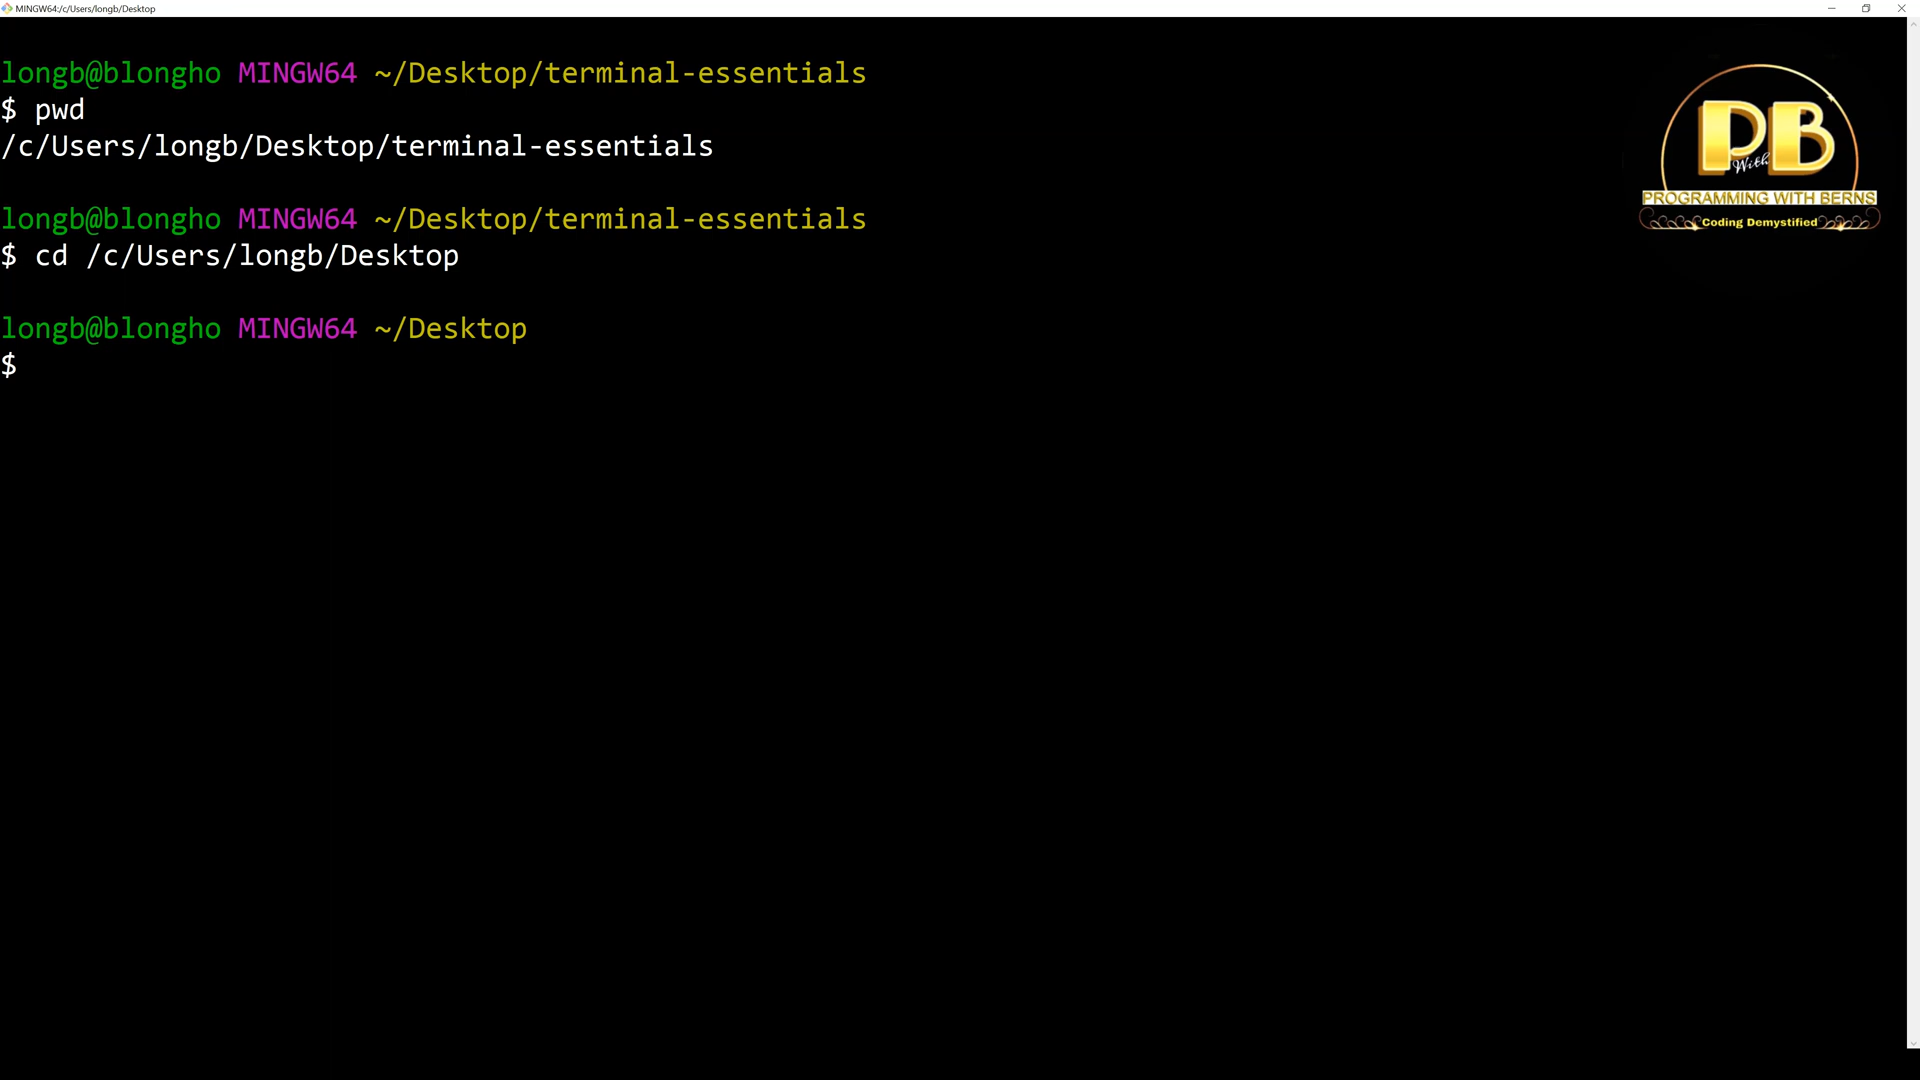 MINGW64:/c/Users/longb/Desktop
longb@blongho MINGW64 ~/Desktop/terminal-essentials
$ pwd
/c/Users/longb/Desktop/terminal-essentials
longb@blongho MINGW64 ~/Desktop/terminal-essentials
$ cd /c/Users/longb/Desktop
longb@blongho MINGW64 ~/Desktop
$
P With B
PROGRAMMING WITH BERNS
Coding Demystified